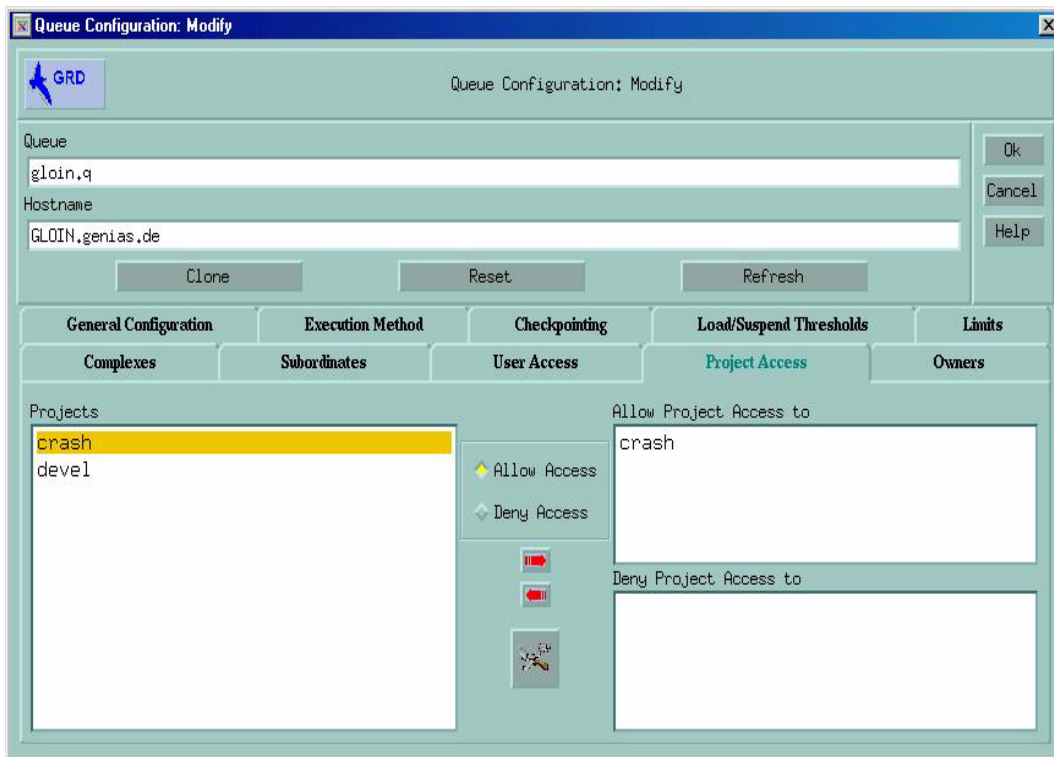 Queue Configuration: Modify
GRD
Queue Configuration: Modify
Queue
gloin.q
Hostname
GLOIN.genias.de
Ok
Cancel
Help
Clone Reset Refresh
General Configuration Execution Method Checkpointing Load/Suspend Thresholds Limits
Complexes Subordinates User Access Project Access Owners
Projects
crash
devel
Allow Access
Deny Access
Allow Project Access to
crash
Deny Project Access to